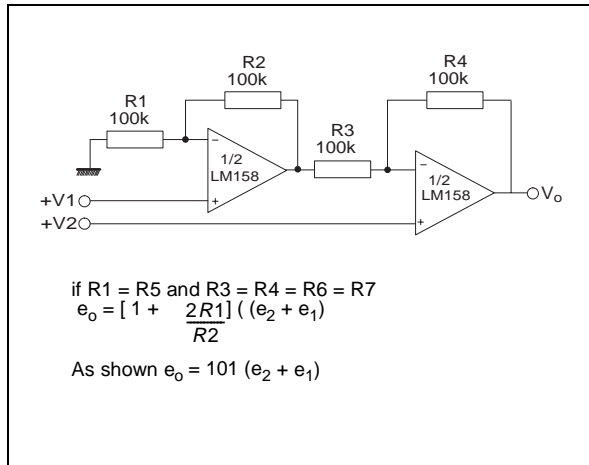 R2
100k
R4
100k
R1
100k
R3
100k
1/2
LM158
1/2
LM158
+V1
+V2
Vo
if R1 = R5 and R3 = R4 = R6 = R7
eo = [ 1 + 2R1/R2] ( (e2 + e1)
As shown eo = 101 (e2 + e1)